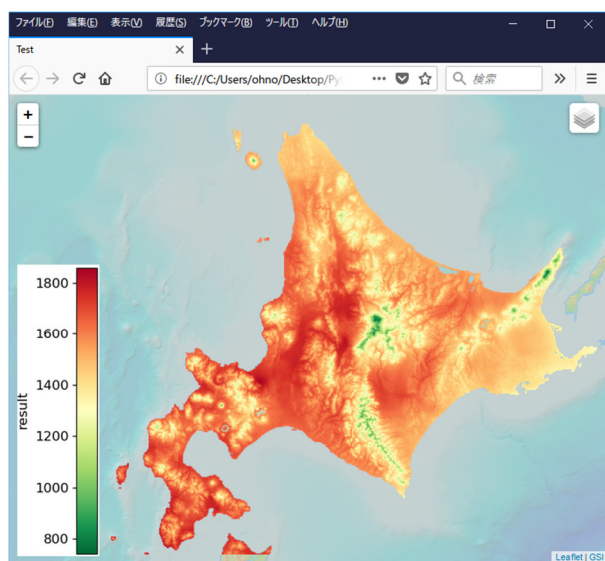 ファイル(F) 編集(E) 表示(V) 履歴(S) ブックマーク(B) ツール(T) ヘルプ(H)
Test
file:///C:/Users/ohno/Desktop/Py
検索
+
−
1800
1600
1400
1200
1000
800
result
Leaflet | GSI